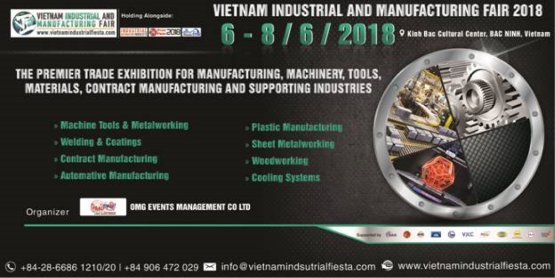 VIETNAM INDUSTRIAL AND
MANUFACTURING FAIR
www.vietnamindustrialfiesta.com
Holding Alongside:
VIETNAM INDUSTRIAL AND MANUFACTURING FAIR 2018
6 - 8 / 6 / 2018
Kinh Bac Cultural Center, BAC NINH, Vietnam
THE PREMIER TRADE EXHIBITION FOR MANUFACTURING, MACHINERY, TOOLS,
MATERIALS, CONTRACT MANUFACTURING AND SUPPORTING INDUSTRIES
» Machine Tools & Metalworking
» Welding & Coatings
» Contract Manufacturing
» Automative Manufacturing
» Plastic Manufacturing
» Sheet Metalworking
» Woodworking
» Cooling Systems
Organizer
OMG EVENTS MANAGEMENT CO LTD
Supported by
+84-28-6686 1210/20 | +84 906 472 029
info@vietnamindsutrialfiesta.com
www.vietnamindustrialfiesta.com